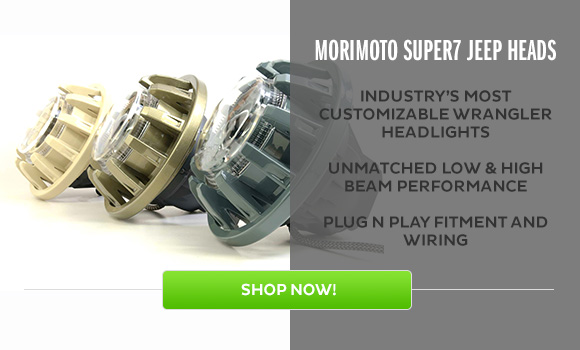 MORIMOTO SUPER7 JEEP HEADS
INDUSTRY'S MOST
CUSTOMIZABLE WRANGLER
HEADLIGHTS
UNMATCHED LOW & HIGH
BEAM PERFORMANCE
PLUG N PLAY FITMENT AND
WIRING
SHOP NOW!